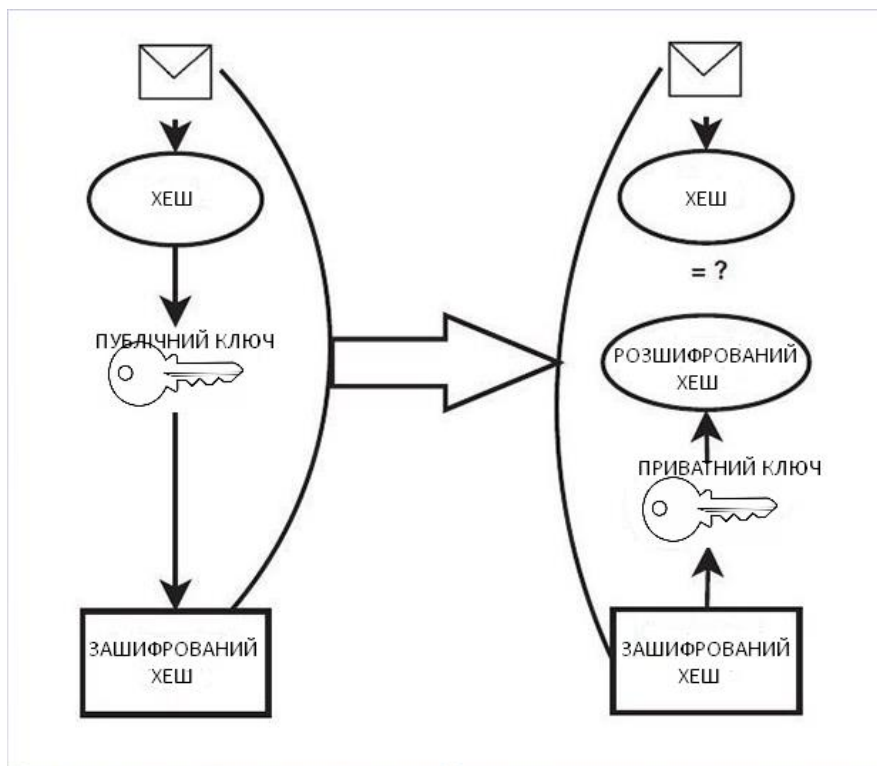 ХЕШ
ПУБЛІЧНИЙ КЛЮЧ
ЗАШИФРОВАНИЙ
ХЕШ
ХЕШ
= ?
РОЗШИФРОВАНИЙ
ХЕШ
ПРИВАТНИЙ КЛЮЧ
ЗАШИФРОВАНИЙ
ХЕШ